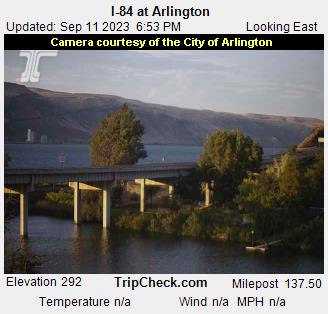 I-84 at Arlington
Updated: Sep 11 2023 6:53 PM Looking East
Camera courtesy of the City of Arlington
Elevation 292 TripCheck.com Milepost 137.50
Temperature n/a Wind n/a MPH n/a